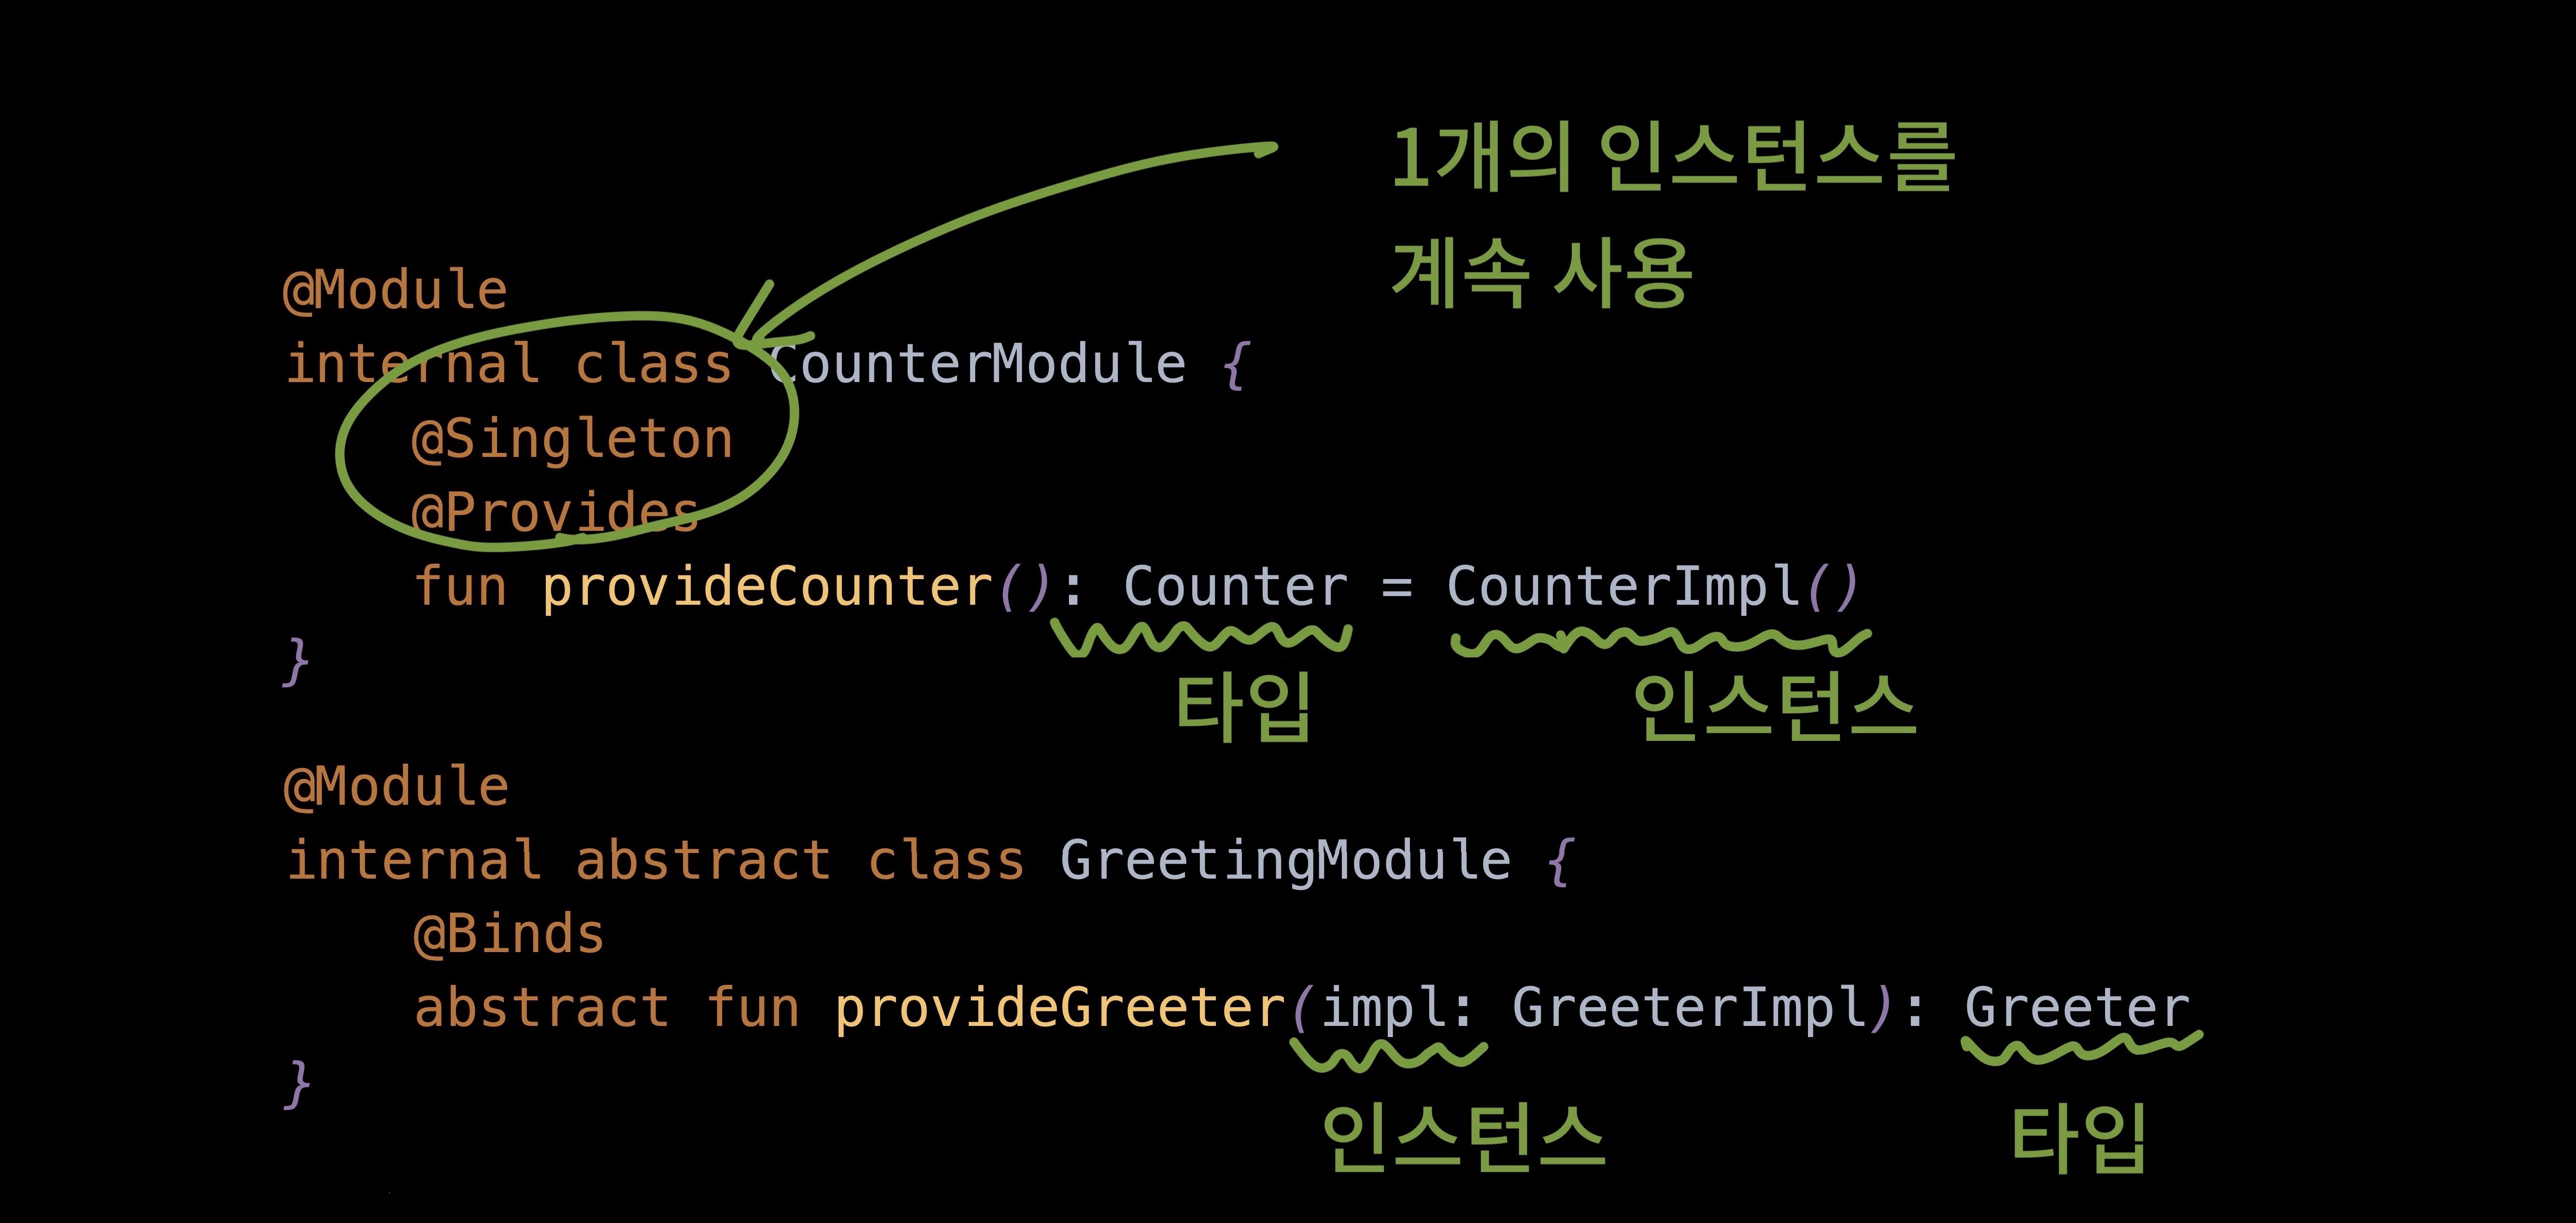 1개의 인스턴스를
계속 사용
@Module
internal class CounterModule {
@Singleton
@Provides
fun provideCounter(): Counter = CounterImpl()
}
타입 인스턴스
@Module
internal abstract class GreetingModule {
@Binds
abstract fun provideGreeter(impl: GreeterImpl): Greeter
}
인스턴스 타입